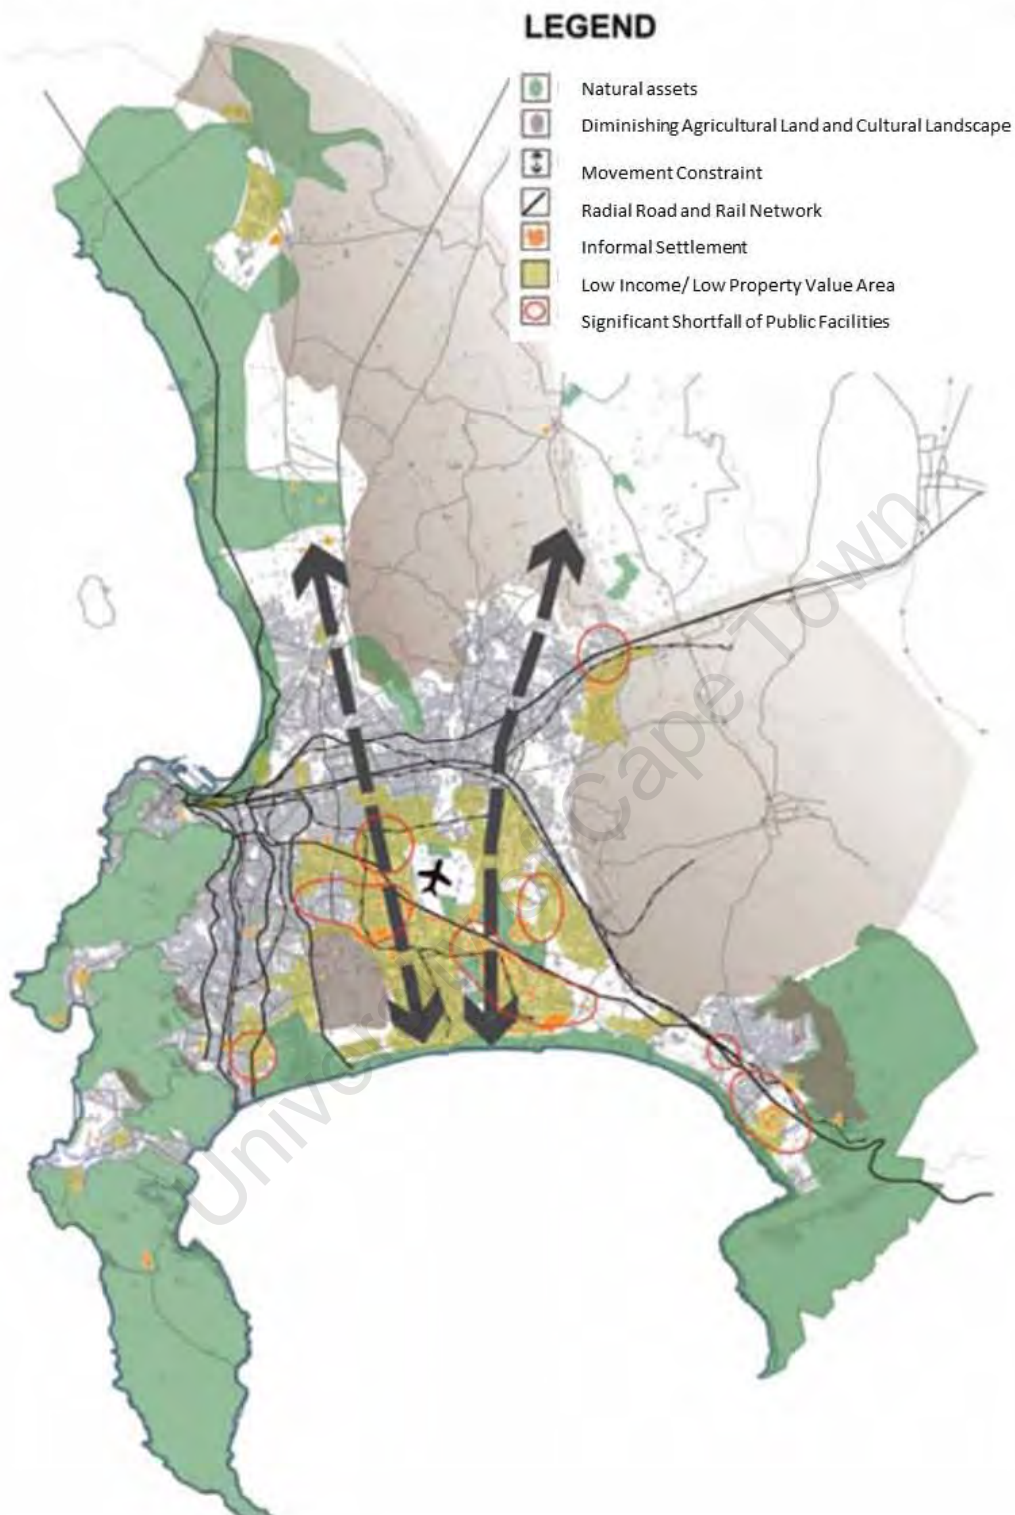 LEGEND
Natural assets
Diminishing Agricultural Land and Cultural Landscape
Movement Constraint
Radial Road and Rail Network
Informal Settlement
Low Income/ Low Property Value Area
Significant Shortfall of Public Facilities
University of Cape Town